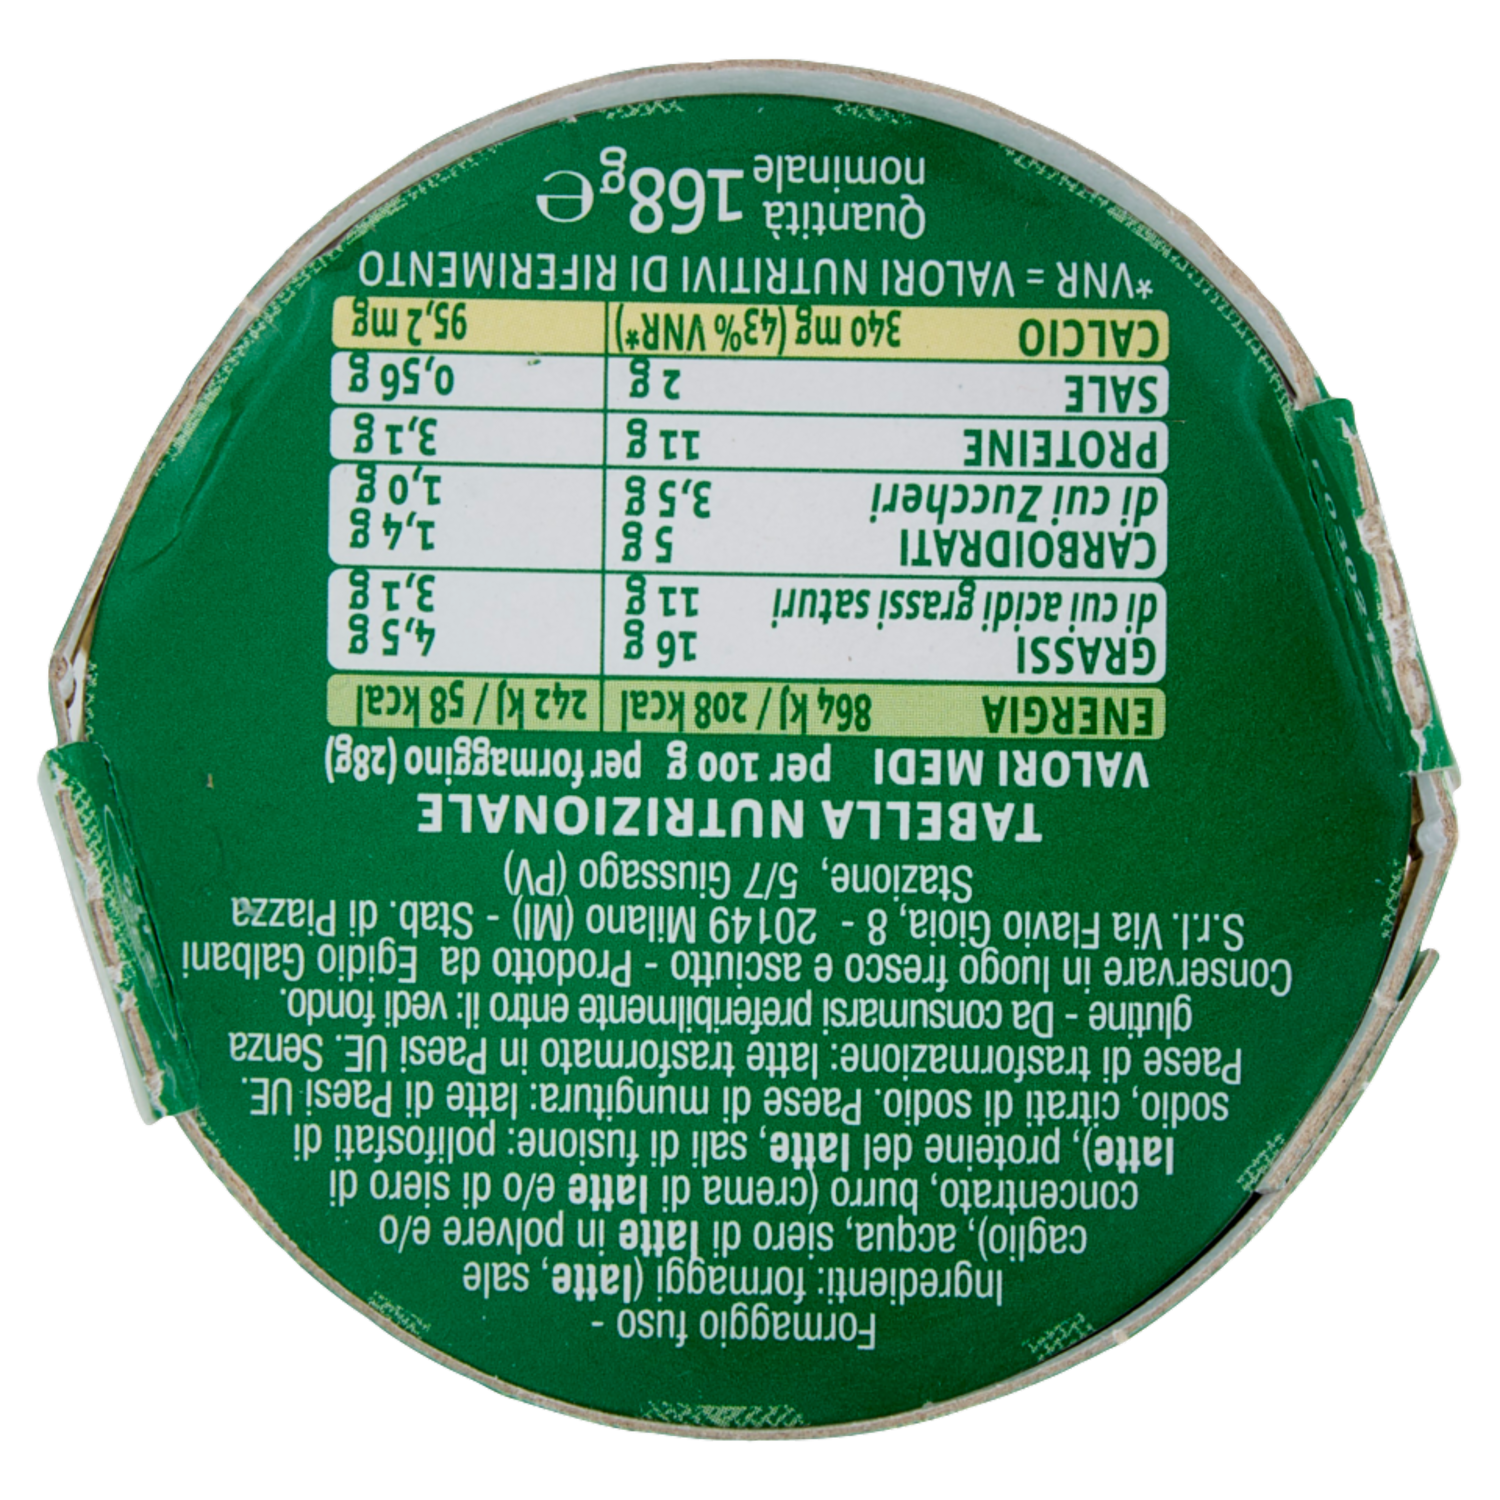 Formaggio fuso -
Ingredienti: formaggi (latte, sale
caglio), acqua, siero di latte in polvere e/o
concentrato, burro (crema) di latte e/o di siero di
latte), proteine del latte, sali di fusione: polifosfati di
sodio, citrati di sodio. Paese di mungitura: latte di Paesi UE.
Paese di trasformazione: latte trasformato in Paesi UE. Senza
glutine - Da consumarsi preferibilmente entro il: vedi fondo.
Conservare in luogo fresco e asciutto - Prodotto da Egidio Galbani
S.r.l. Via Flavio Gioia, 8 - 20149 Milano (MI) - Stab. di Piazza
Stazione, 5/7 Giussago (PV)
TABELLA NUTRIZIONALE
VALORI MEDI per 100 g per formaggino (28g)
ENERGIA 864 kJ / 208 kcal 242 kJ / 58 kcal
GRASSI 16 g 4,5 g
di cui acidi grassi saturi 11 g 3,1 g
CARBOIDRATI 5 g 1,4 g
di cui Zuccheri 3,5 g 1,0 g
PROTEINE 11 g 3,1 g
SALE 2 g 0,56 g
CALCIO 340 mg (43% VNR*) 95,2 mg
*VNR = VALORI NUTRITIVI DI RIFERIMENTO
Quantità
nominale 168g e